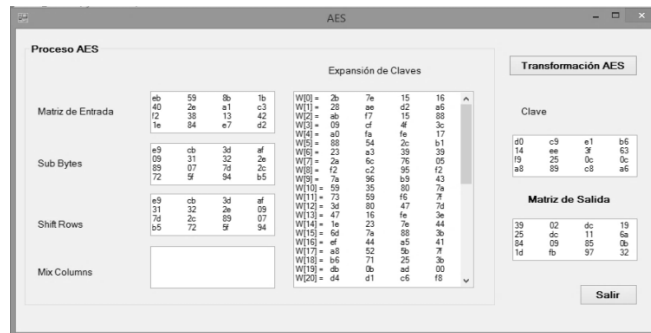 AES
Proceso AES
Expansión de Claves
Matriz de Entrada
eb 59 8b 1b
40 2e a1 c3
f2 38 13 42
1e 84 e7 d2
Sub Bytes
e9 cb 3d af
09 31 32 2e
89 07 7d 2c
72 5f 94 b5
Shift Rows
e9 cb 3d af
31 32 2e 09
7d 2c 89 07
b5 72 5f 94
Mix Columns
W[0] = 2b 7e 15 16
W[1] = 28 ae d2 a6
W[2] = ab f7 15 88
W[3] = 09 cf 4f 3c
W[4] = a0 fa fe 17
W[5] = 88 54 2c b1
W[6] = 23 a3 39 39
W[7] = 2a 6c 76 05
W[8] = f2 c2 95 f2
W[9] = 7a 96 b9 43
W[10] = 59 35 80 7a
W[11] = 73 59 f6 7f
W[12] = 3d 80 47 7d
W[13] = 47 16 fe 3e
W[14] = 1e 23 7e 44
W[15] = 6d 7a 88 3b
W[16] = ef 44 a5 41
W[17] = a8 52 5b 7f
W[18] = b6 71 25 3b
W[19] = db 0b ad 00
W[20] = d4 d1 c6 f8
Transformación AES
Clave
d0 c9 e1 b6
14 ee 3f 63
f9 25 0c 0c
a8 89 c8 a6
Matriz de Salida
39 02 dc 19
25 dc 11 6a
84 09 85 0b
1d fb 97 32
Salir